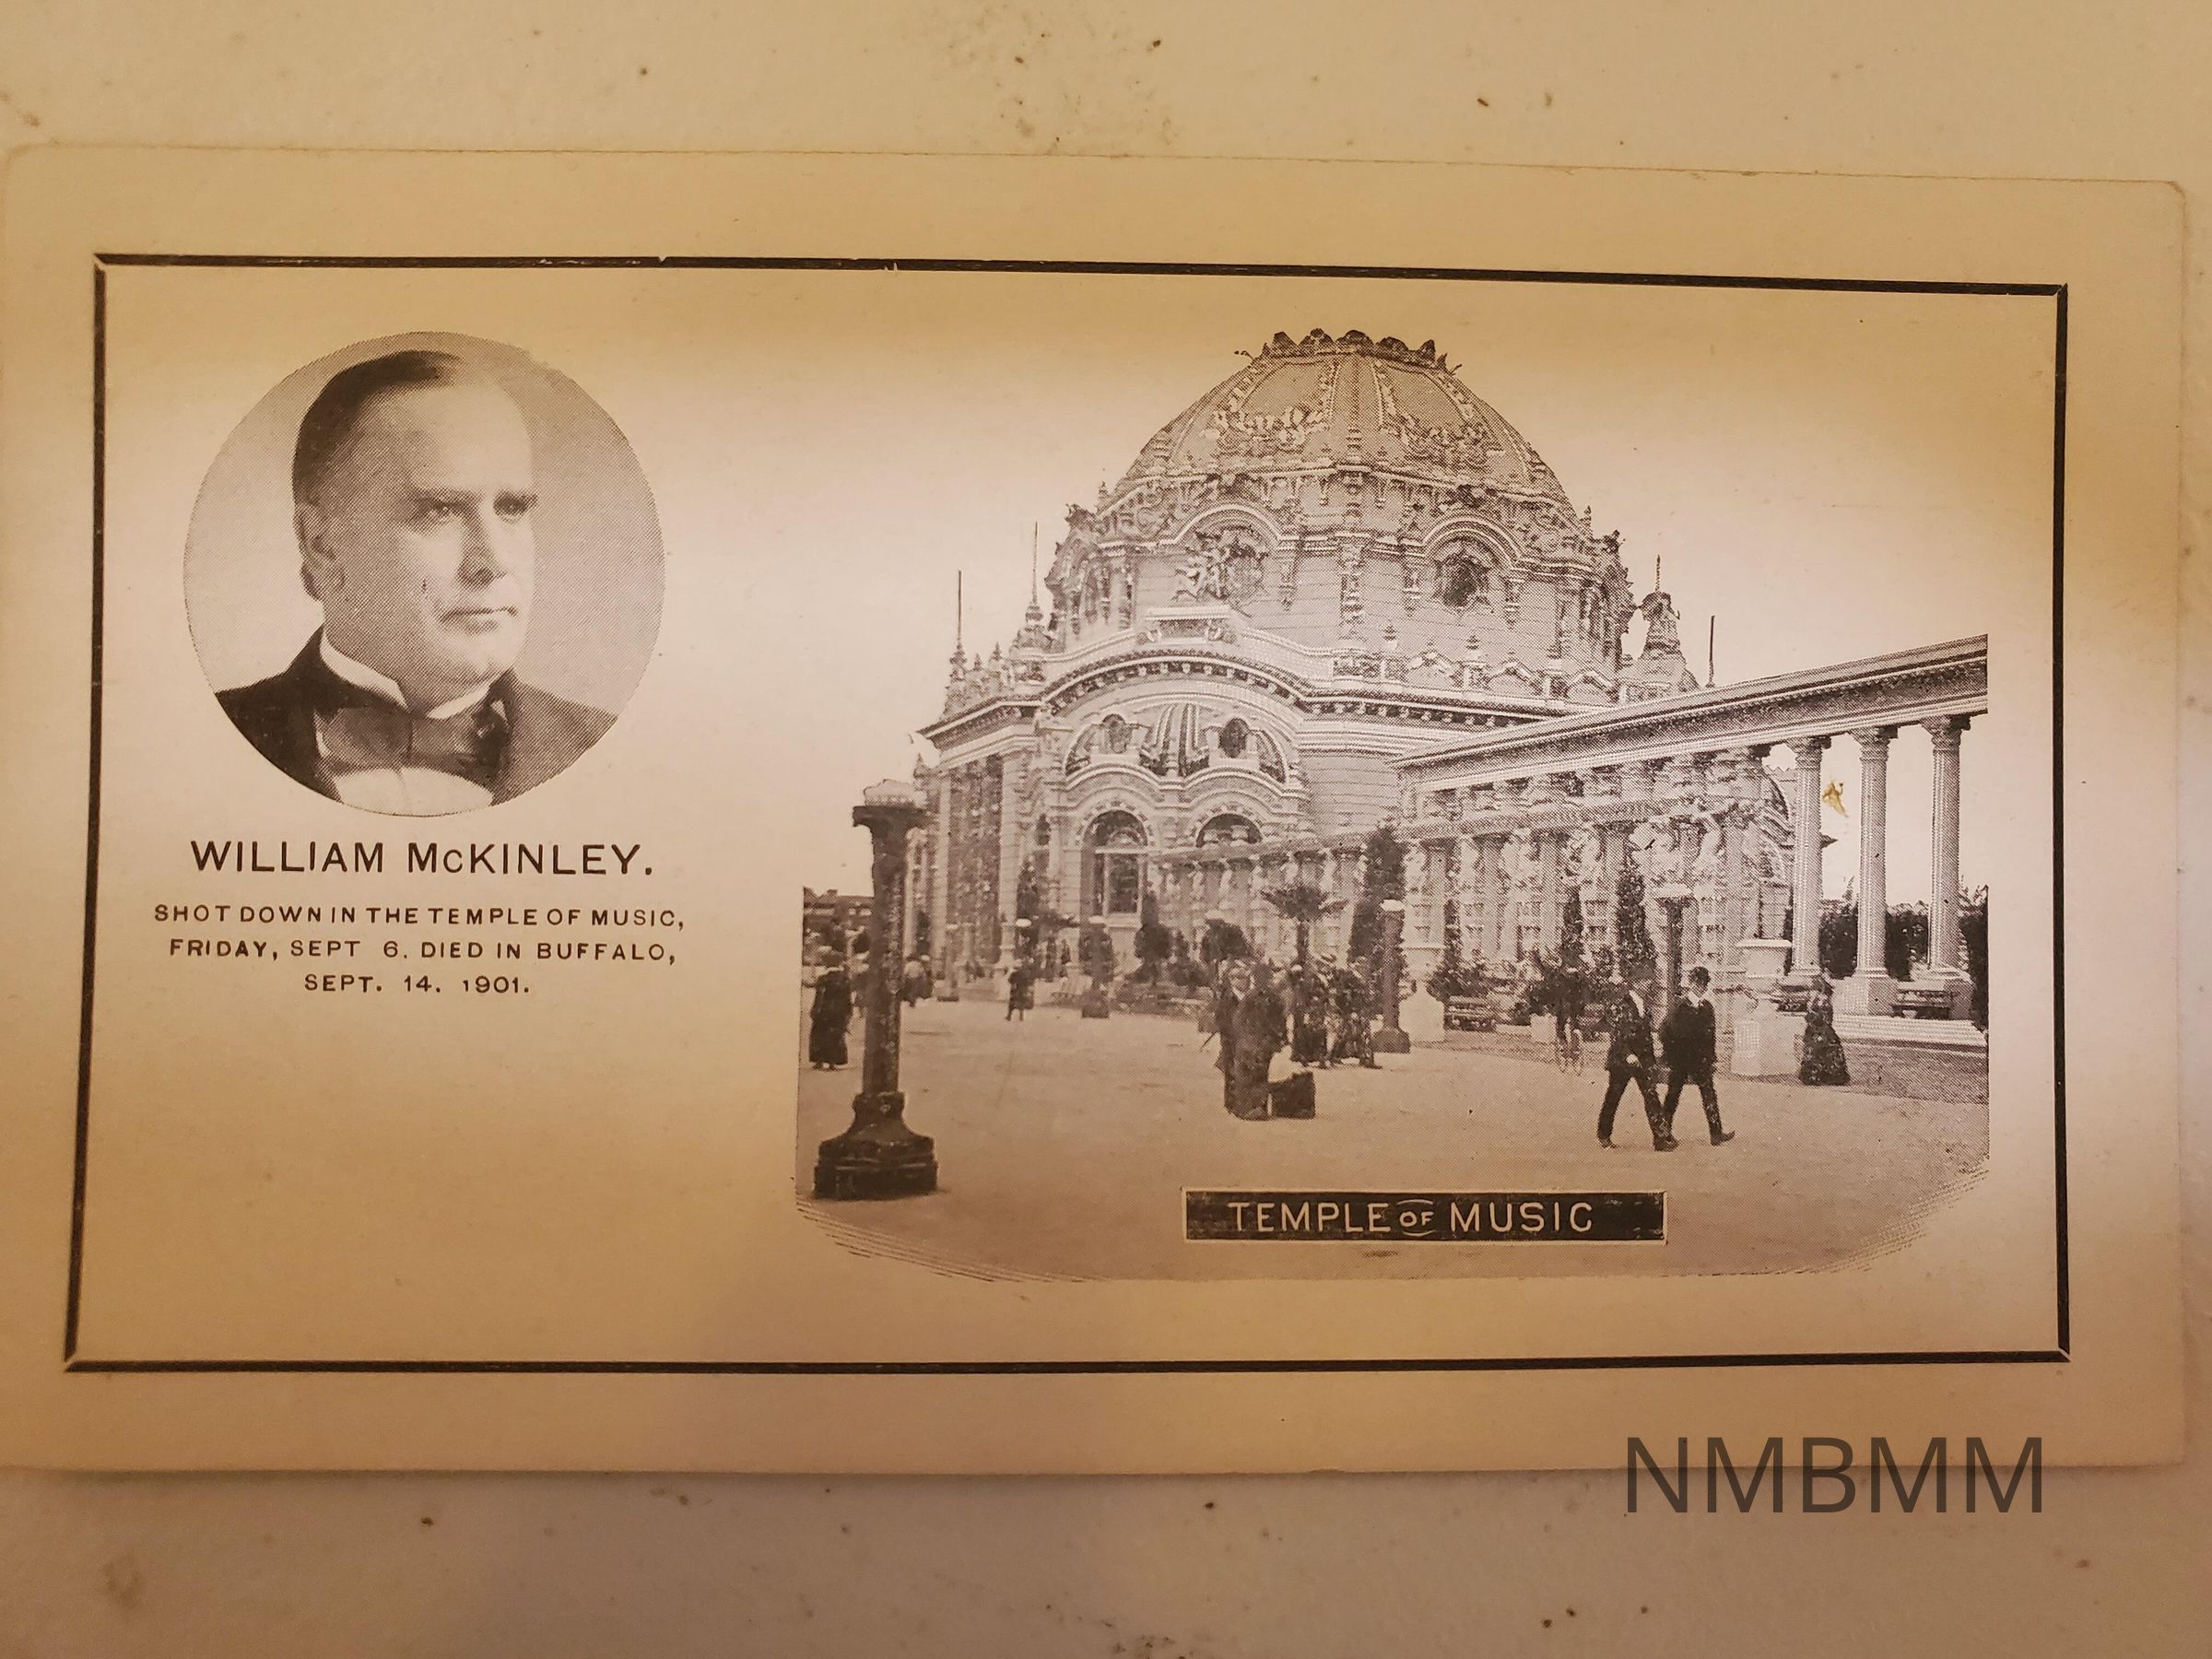 WILLIAM McKINLEY.
SHOT DOWN IN THE TEMPLE OF MUSIC,
FRIDAY, SEPT 6. DIED IN BUFFALO,
SEPT. 14. 1901.
TEMPLE OF MUSIC
NMBMM